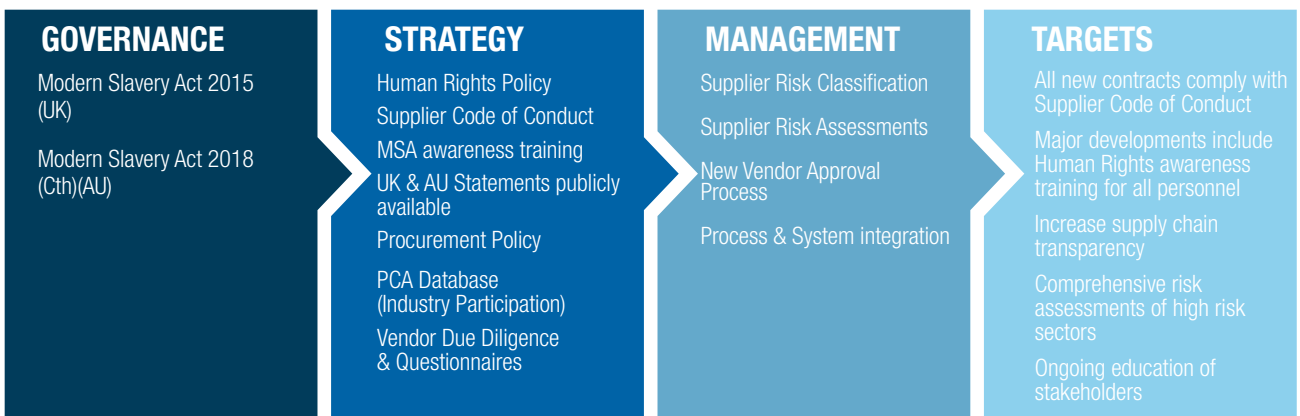 GOVERNANCE
Modern Slavery Act 2015
(UK)
Modern Slavery Act 2018
(Cth)(AU)
STRATEGY
Human Rights Policy
Supplier Code of Conduct
MSA awareness training
UK & AU Statements publicly
available
Procurement Policy
PCA Database
(Industry Participation)
Vendor Due Diligence
& Questionnaires
MANAGEMENT
Supplier Risk Classification
Supplier Risk Assessments
New Vendor Approval
Process
Process & System integration
TARGETS
All new contracts comply with
Supplier Code of Conduct
Major developments include
Human Rights awareness
training for all personnel
Increase supply chain
transparency
Comprehensive risk
assessments of high risk
sectors
Ongoing education of
stakeholders